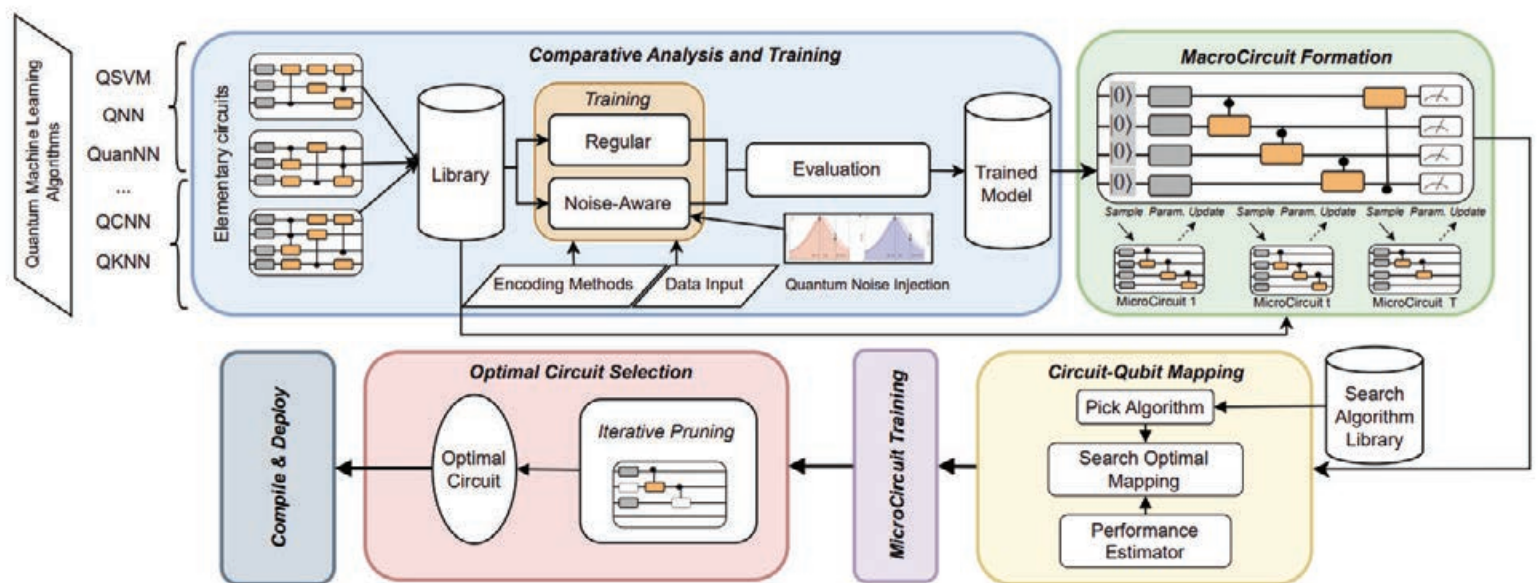 Quantum Machine Learning
Algorithms
QSVM
QNN
QuanNN
...
QCNN
QKNN
Comparative Analysis and Training
Elementary circuits
Library
Training
Regular
Noise-Aware
Evaluation
Trained
Model
Encoding Methods
Data Input
Quantum Noise Injection
MacroCircuit Formation
|0⟩
|0⟩
|0⟩
|0⟩
Sample Param. Update Sample Param. Update Sample Param. Update
MicroCircuit 1
MicroCircuit t
MicroCircuit T
Compile & Deploy
Optimal Circuit Selection
Optimal
Circuit
Iterative Pruning
MicroCircuit Training
Circuit-Qubit Mapping
Pick Algorithm
Search Optimal
Mapping
Performance
Estimator
Search
Algorithm
Library